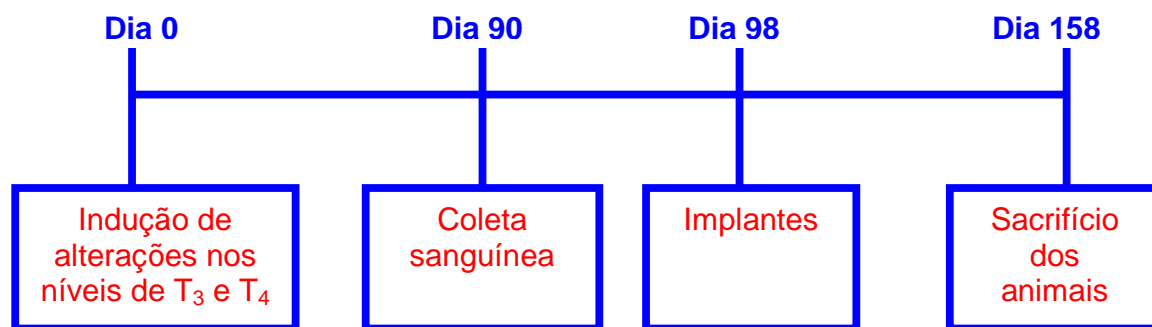 Dia 0
Dia 90
Dia 98
Dia 158
Indução de
alterações nos
níveis de T₃ e T₄
Coleta
sanguínea
Implantes
Sacrifício
dos
animais